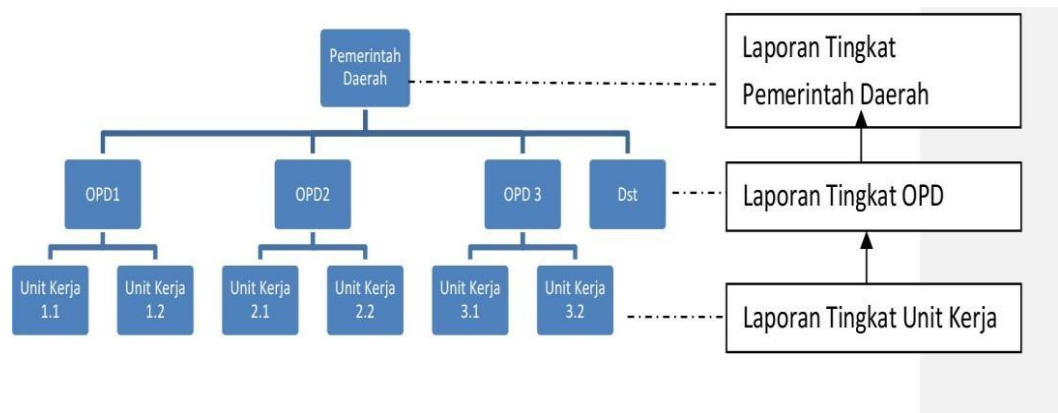 Pemerintah
Daerah
Laporan Tingkat
Pemerintah Daerah
OPD1
OPD2
OPD 3
Dst
Laporan Tingkat OPD
Unit Kerja
1.1
Unit Kerja
1.2
Unit Kerja
2.1
Unit Kerja
2.2
Unit Kerja
3.1
Unit Kerja
3.2
Laporan Tingkat Unit Kerja